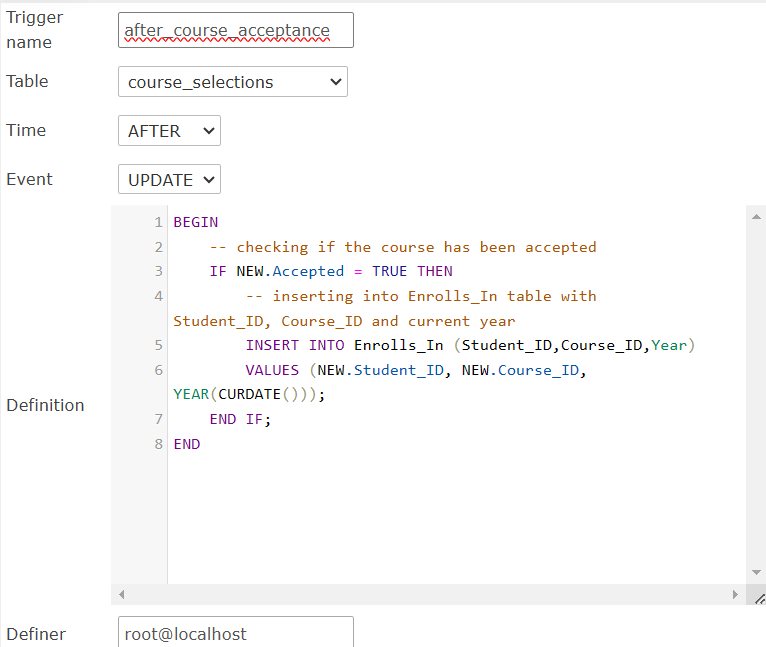 Trigger name
after_course_acceptance
Table
course_selections
Time
AFTER
Event
UPDATE
Definition
1 BEGIN
2     -- checking if the course has been accepted
3     IF NEW.Accepted = TRUE THEN
4         -- inserting into Enrolls_In table with
Student_ID, Course_ID and current year
5         INSERT INTO Enrolls_In (Student_ID,Course_ID,Year)
6         VALUES (NEW.Student_ID, NEW.Course_ID,
YEAR(CURDATE()));
7     END IF;
8 END
Definer
root@localhost